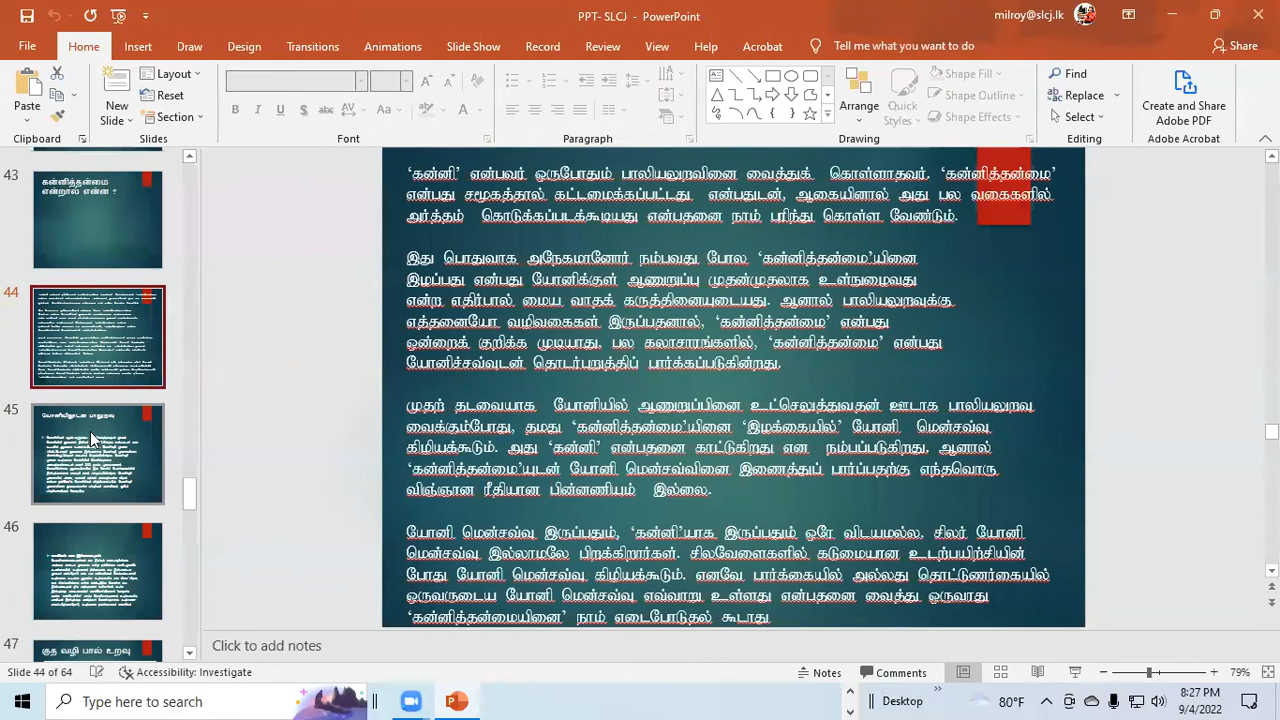 PPT- SLCJ - PowerPoint
milroy@slcj.lk
File
Home
Insert
Draw
Design
Transitions
Animations
Slide Show
Record
Review
View
Help
Acrobat
Tell me what you want to do
Share
Paste
Clipboard
New
Slide
Layout
Reset
Section
Slides
B I U S abc AV
Aa
Font
Paragraph
Arrange
Quick
Styles
Shape Fill
Shape Outline
Shape Effects
Drawing
Find
Replace
Select
Editing
Create and Share
Adobe PDF
Adobe Acrobat
43
கன்னித்தன்மை
என்றால் என்ன ?
44
45
யோனியினூடான பாலுறவு
46
47
குத வழி பால் உறவு
‘கன்னி’ என்பவர் ஒருபோதும் பாலியலுறவினை வைத்துக் கொள்ளாதவர். ‘கன்னித்தன்மை’
என்பது சமூகத்தால் கட்டமைக்கப்பட்டது என்பதுடன், ஆகையினால் அது பல வகைகளில்
அர்த்தம் கொடுக்கப்படக்கூடியது என்பதனை நாம் புரிந்து கொள்ள வேண்டும்.
இது பொதுவாக அநேகமானோர் நம்பவது போல ‘கன்னித்தன்மை’யினை
இழப்பது என்பது யோனிக்குள் ஆணுறுப்பு முதன்முதலாக உள்நுழைவது
என்ற எதிர்பால் மைய வாதக் கருத்தினையுடையது. ஆனால் பாலியலுறவுக்கு
எத்தனையோ வழிவகைகள் இருப்பதனால், ‘கன்னித்தன்மை’ என்பது
ஒன்றைக் குறிக்க முடியாது. பல கலாசாரங்களில், ‘கன்னித்தன்மை’ என்பது
யோனிச்சவ்வுடன் தொடர்புறுத்திப் பார்க்கப்படுகிறது.
முதற் தடவையாக யோனியில் ஆணுறுப்பினை உட்செலுத்துவதன் ஊடாக பாலியலுறவு
வைக்கும்போது, தமது ‘கன்னித்தன்மை’யினை ‘இழக்கையில்’ யோனி மென்சவ்வு
கிழியக்கூடும். அது ‘கன்னி’ என்பதனை காட்டுகிறது என நம்பப்படுகிறது, ஆனால்
‘கன்னித்தன்மை’யுடன் யோனி மென்சவ்வினை இணைத்துப் பார்ப்பதற்கு எந்தவொரு
விஞ்ஞான ரீதியான பின்னணியும் இல்லை.
யோனி மென்சவ்வு இருப்பதும், ‘கன்னி’யாக இருப்பதும் ஒரே விடயமல்ல. சிலர் யோனி
மென்சவ்வு இல்லாமலே பிறக்கிறார்கள். சிலவேளைகளில் கடுமையான உடற்பயிற்சியின்
போது யோனி மென்சவ்வு கிழியக்கூடும். எனவே பார்க்கையில் அல்லது தொட்டுணர்கையில்
ஒருவருடைய யோனி மென்சவ்வு எவ்வாறு உள்ளது என்பதனை வைத்து ஒருவரது
‘கன்னித்தன்மையினை’ நாம் எடைபோடுதல் கூடாது
Click to add notes
Slide 44 of 64
Accessibility: Investigate
Notes
Comments
79%
Type here to search
Desktop
80°F
8:27 PM
9/4/2022